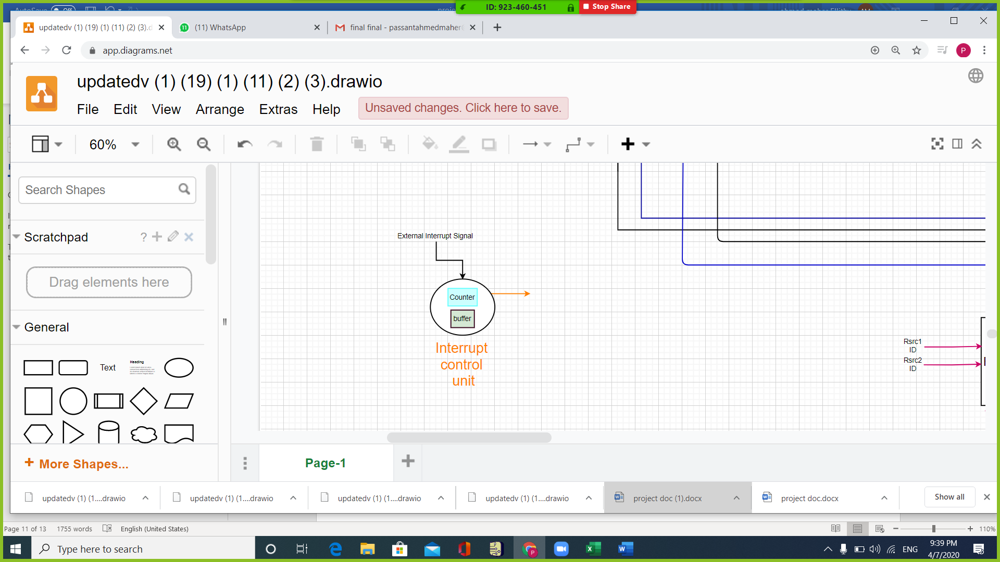 ID: 923-460-451
Stop Share
updatedv (1) (19) (1) (11) (2) (3).d
(11) WhatsApp
final final - passantahmedmaher
app.diagrams.net
P
updatedv (1) (19) (1) (11) (2) (3).drawio
File Edit View Arrange Extras Help
Unsaved changes. Click here to save.
60%
Search Shapes
Scratchpad
?
Drag elements here
General
Text
Heading
More Shapes...
External Interrupt Signal
Counter
buffer
Interrupt
control
unit
Rsrc1
ID
Rsrc2
ID
Page-1
updatedv (1) (1....drawio
updatedv (1) (1....drawio
updatedv (1) (1....drawio
updatedv (1) (1....drawio
project doc (1).docx
project doc.docx
Show all
Page 11 of 13 1755 words English (United States)
110%
Type here to search
ENG
9:39 PM
4/7/2020